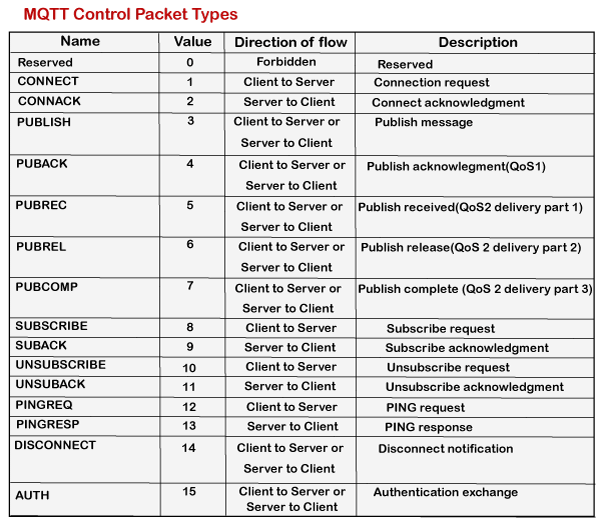 MQTT Control Packet Types
Name Value Direction of flow Description
Reserved 0 Forbidden Reserved
CONNECT 1 Client to Server Connection request
CONNACK 2 Server to Client Connect acknowledgment
PUBLISH 3 Client to Server or Publish message
Server to Client
PUBACK 4 Client to Server or Publish acknowlegment(QoS1)
Server to Client
PUBREC 5 Client to Server or Publish received(QoS2 delivery part 1)
Server to Client
PUBREL 6 Client to Server or Publish release(QoS 2 delivery part 2)
Server to Client
PUBCOMP 7 Client to Server or Publish complete (QoS 2 delivery part 3)
Server to Client
SUBSCRIBE 8 Client to Server Subscribe request
SUBACK 9 Server to Client Subscribe acknowledgment
UNSUBSCRIBE 10 Client to Server Unsubscribe request
UNSUBACK 11 Server to Client Unsubscribe acknowledgment
PINGREQ 12 Client to Server PING request
PINGRESP 13 Server to Client PING response
DISCONNECT 14 Client to Server or Disconnect notification
Server to Client
AUTH 15 Client to Server or Authentication exchange
Server to Client